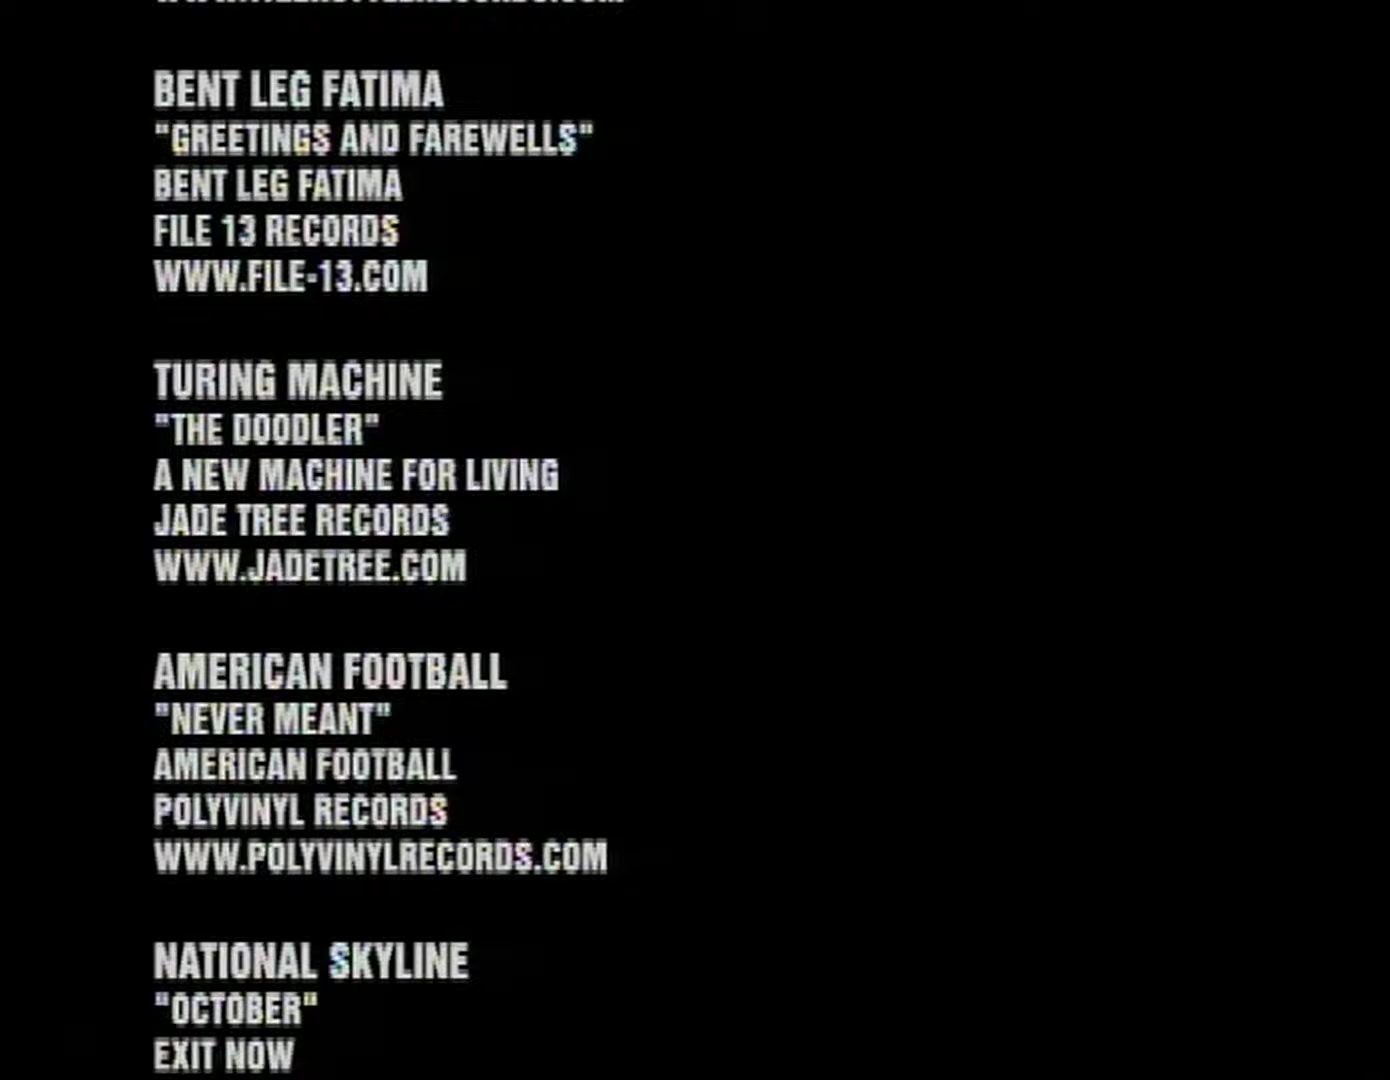 BENT LEG FATIMA
"GREETINGS AND FAREWELLS"
BENT LEG FATIMA
FILE 13 RECORDS
WWW.FILE-13.COM
TURING MACHINE
"THE DOODLER"
A NEW MACHINE FOR LIVING
JADE TREE RECORDS
WWW.JADETREE.COM
AMERICAN FOOTBALL
"NEVER MEANT"
AMERICAN FOOTBALL
POLYVINYL RECORDS
WWW.POLYVINYLRECORDS.COM
NATIONAL SKYLINE
"OCTOBER"
EXIT NOW